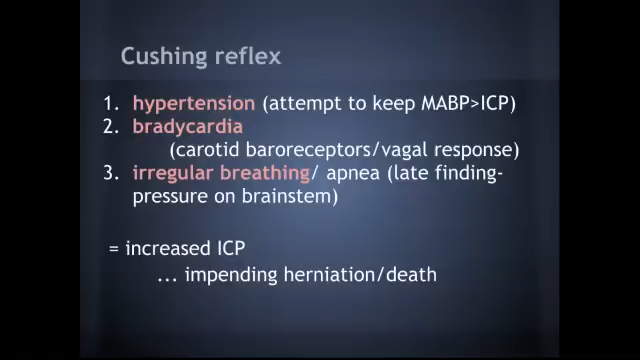 Cushing reflex
1. hypertension (attempt to keep MABP>ICP)
2. bradycardia
(carotid baroreceptors/vagal response)
3. irregular breathing/ apnea (late finding-
pressure on brainstem)
= increased ICP
... impending herniation/death